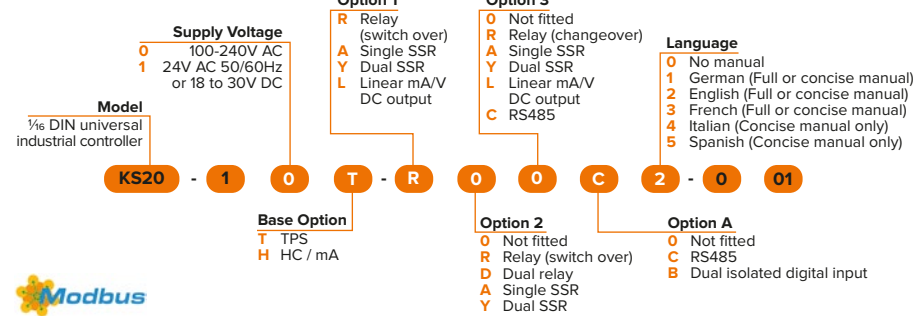 Option 1
R Relay
(switch over)
A Single SSR
Y Dual SSR
L Linear mA/V
DC output
Option 3
0 Not fitted
R Relay (changeover)
A Single SSR
Y Dual SSR
L Linear mA/V
DC output
C RS485
Supply Voltage
0 100-240V AC
1 24V AC 50/60Hz
or 18 to 30V DC
Language
0 No manual
1 German (Full or concise manual)
2 English (Full or concise manual)
3 French (Full or concise manual)
4 Italian (Concise manual only)
5 Spanish (Concise manual only)
Model
1⁄16 DIN universal
industrial controller
KS20 - 1 0 T - R 0 0 C 2 - 0 01
Base Option
T TPS
H HC / mA
Option 2
0 Not fitted
R Relay (switch over)
D Dual relay
A Single SSR
Y Dual SSR
Option A
0 Not fitted
C RS485
B Dual isolated digital input
Modbus